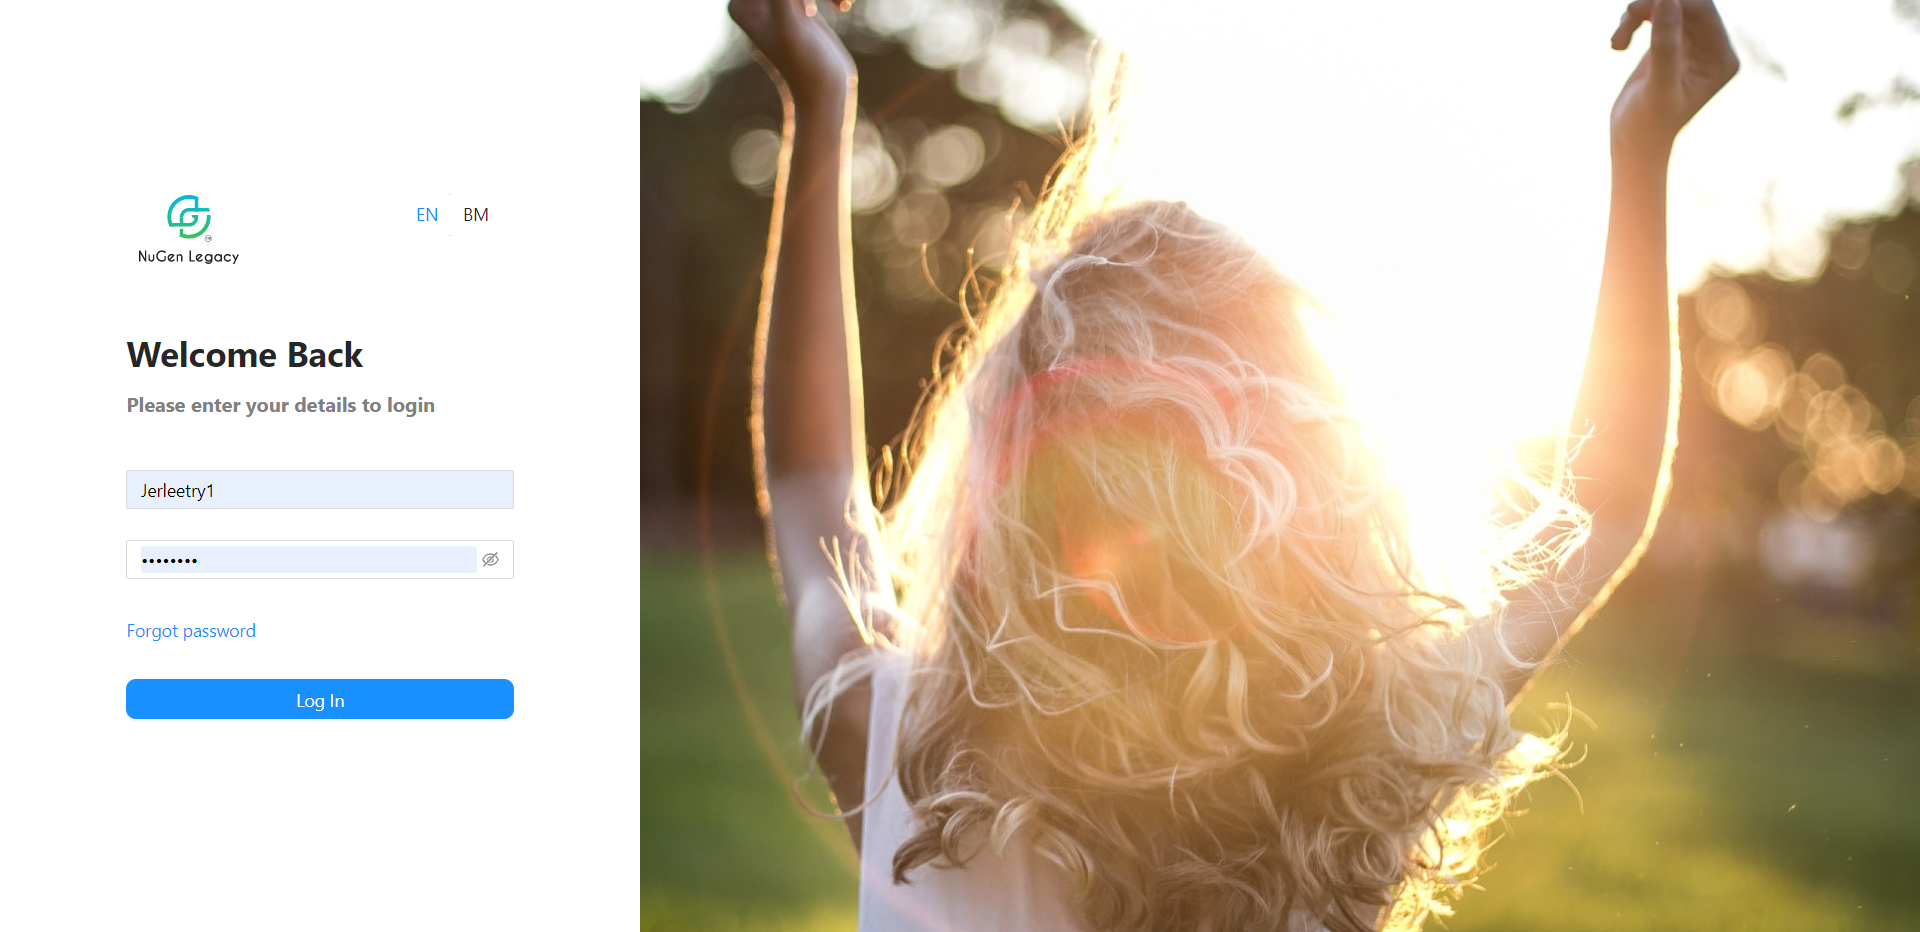 EN
BM
NuGen Legacy
Welcome Back
Please enter your details to login
Jerleetry1
••••••••
Forgot password
Log In